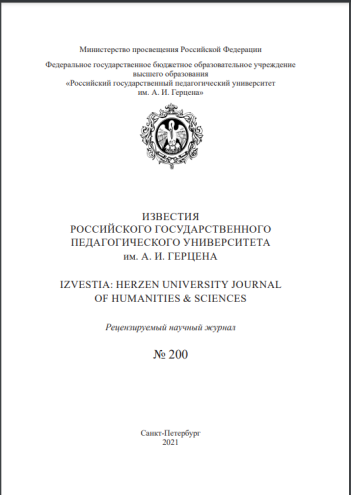 Министерство просвещения Российской Федерации
Федеральное государственное бюджетное образовательное учреждение
высшего образования
«Российский государственный педагогический университет
им. А. И. Герцена»
ИЗВЕСТИЯ
РОССИЙСКОГО ГОСУДАРСТВЕННОГО
ПЕДАГОГИЧЕСКОГО УНИВЕРСИТЕТА
им. А. И. ГЕРЦЕНА
IZVESTIA: HERZEN UNIVERSITY JOURNAL
OF HUMANITIES & SCIENCES
Рецензируемый научный журнал
№ 200
Санкт-Петербург
2021